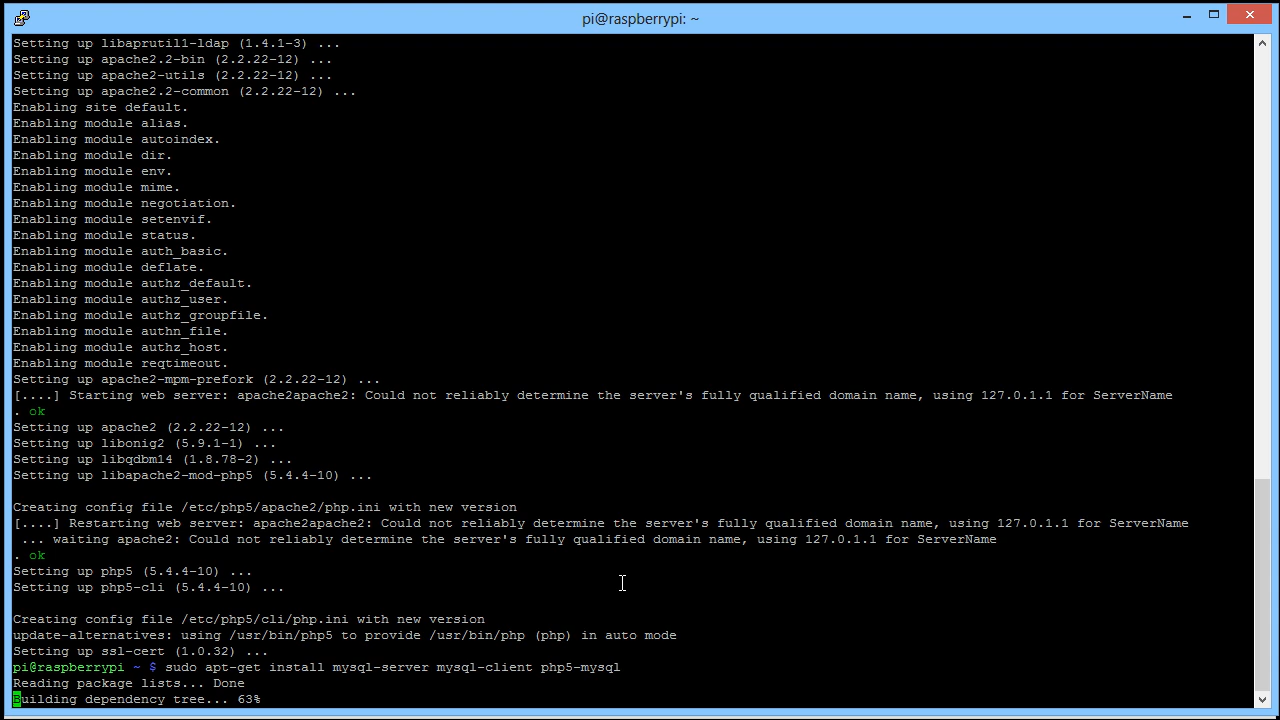 pi@raspberrypi: ~
Setting up libaprutil1-ldap (1.4.1-3) ...
Setting up apache2.2-bin (2.2.22-12) ...
Setting up apache2-utils (2.2.22-12) ...
Setting up apache2.2-common (2.2.22-12) ...
Enabling site default.
Enabling module alias.
Enabling module autoindex.
Enabling module dir.
Enabling module env.
Enabling module mime.
Enabling module negotiation.
Enabling module setenvif.
Enabling module status.
Enabling module auth_basic.
Enabling module deflate.
Enabling module authz_default.
Enabling module authz_user.
Enabling module authz_groupfile.
Enabling module authn_file.
Enabling module authz_host.
Enabling module reqtimeout.
Setting up apache2-mpm-prefork (2.2.22-12) ...
[....] Starting web server: apache2apache2: Could not reliably determine the server's fully qualified domain name, using 127.0.1.1 for ServerName
. ok
Setting up apache2 (2.2.22-12) ...
Setting up libonig2 (5.9.1-1) ...
Setting up libqdbm14 (1.8.78-2) ...
Setting up libapache2-mod-php5 (5.4.4-10) ...
Creating config file /etc/php5/apache2/php.ini with new version
[....] Restarting web server: apache2apache2: Could not reliably determine the server's fully qualified domain name, using 127.0.1.1 for ServerName
... waiting apache2: Could not reliably determine the server's fully qualified domain name, using 127.0.1.1 for ServerName
. ok
Setting up php5 (5.4.4-10) ...
Setting up php5-cli (5.4.4-10) ...
Creating config file /etc/php5/cli/php.ini with new version
update-alternatives: using /usr/bin/php5 to provide /usr/bin/php (php) in auto mode
Setting up ssl-cert (1.0.32) ...
pi@raspberrypi ~ $ sudo apt-get install mysql-server mysql-client php5-mysql
Reading package lists... Done
Building dependency tree... 63%